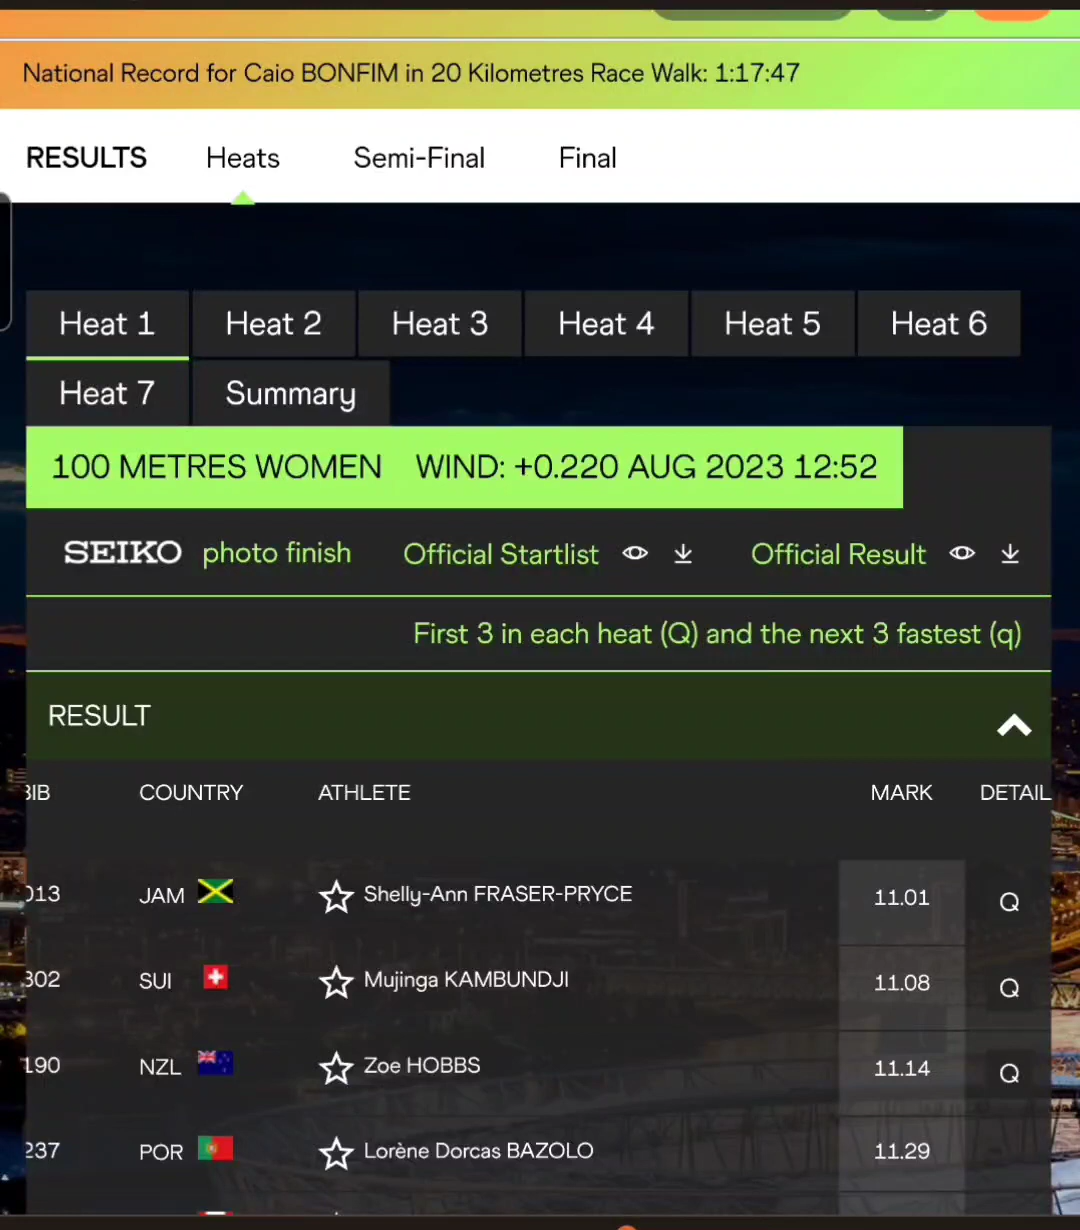 National Record for Caio BONFIM in 20 Kilometres Race Walk: 1:17:47
RESULTS Heats Semi-Final Final
Heat 1 Heat 2 Heat 3 Heat 4 Heat 5 Heat 6
Heat 7 Summary
100 METRES WOMEN WIND: +0.220 AUG 2023 12:52
SEIKO photo finish Official Startlist Official Result
First 3 in each heat (Q) and the next 3 fastest (q)
RESULT
BIB COUNTRY ATHLETE MARK DETAIL
013 JAM Shelly-Ann FRASER-PRYCE 11.01 Q
302 SUI Mujinga KAMBUNDJI 11.08 Q
190 NZL Zoe HOBBS 11.14 Q
237 POR Lorène Dorcas BAZOLO 11.29